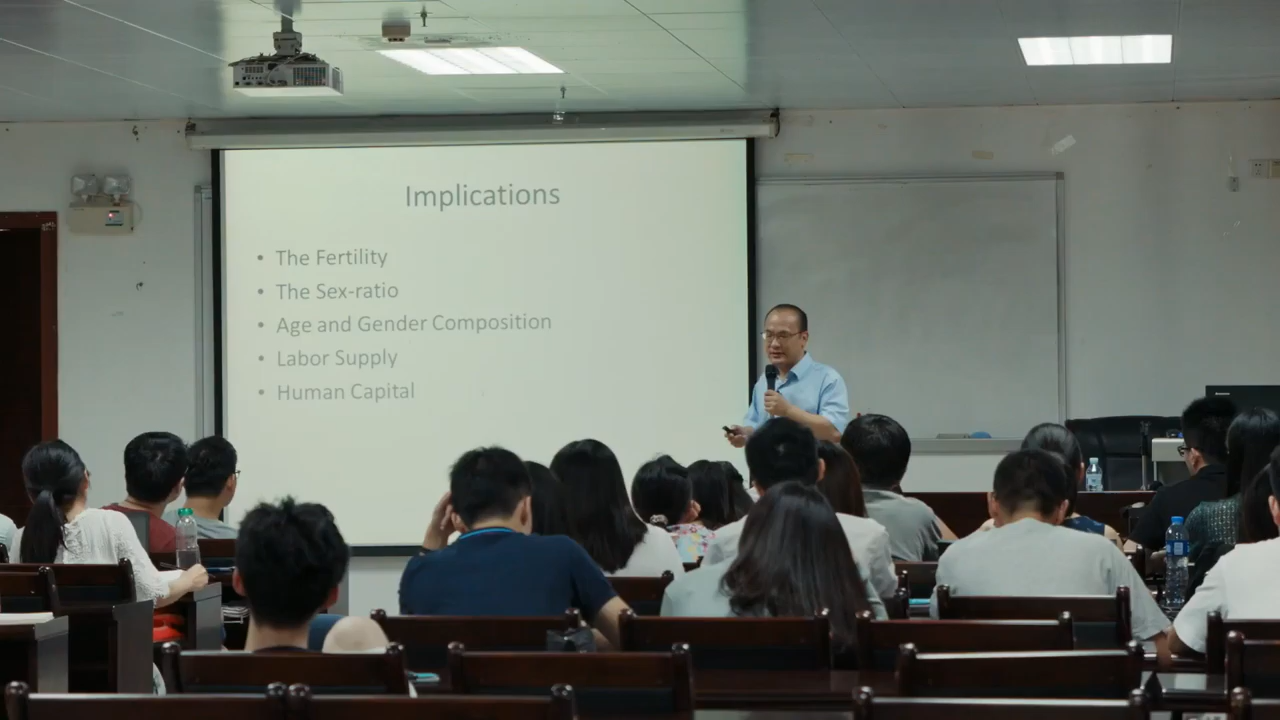 Implications
• The Fertility
• The Sex-ratio
• Age and Gender Composition
• Labor Supply
• Human Capital